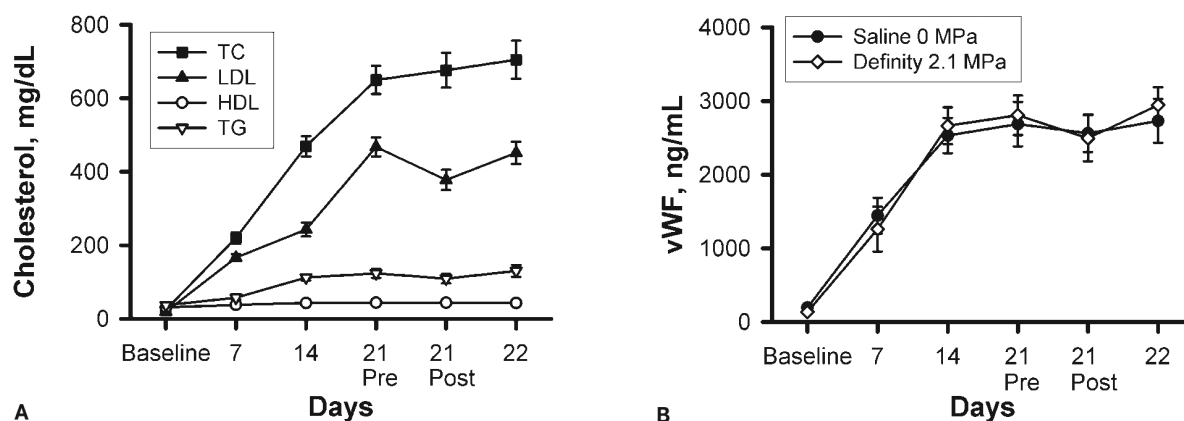 800
600
400
200
0
Cholesterol, mg/dL
TC
LDL
HDL
TG
Baseline 7 14 21 21 22
Pre Post
Days
A
4000
3000
2000
1000
0
vWF, ng/mL
Saline 0 MPa
Definity 2.1 MPa
Baseline 7 14 21 21 22
Pre Post
Days
B